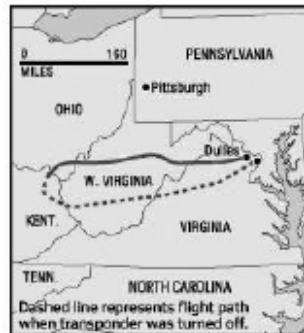 0 150
MILES
PENNSYLVANIA
Pittsburgh
OHIO
Dulles
W. VIRGINIA
KENT.
VIRGINIA
TENN.
NORTH CAROLINA
Dashed line represents flight path
when transponder was turned off.